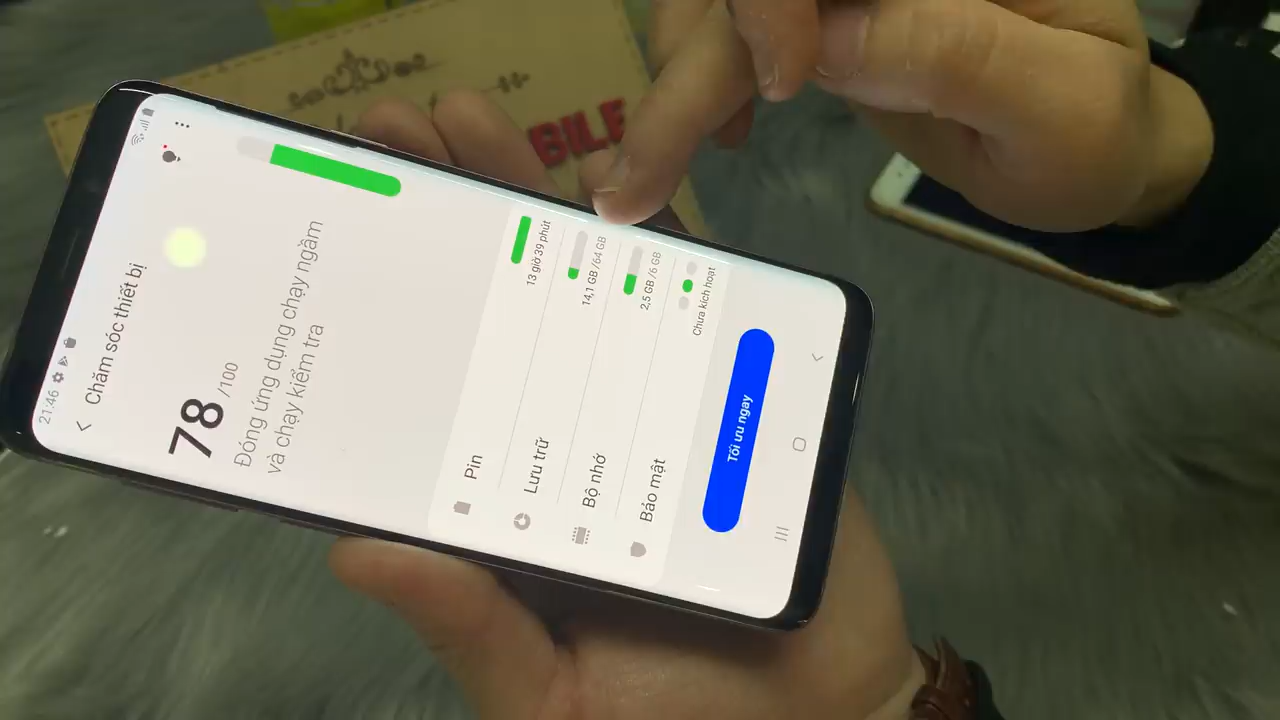 21:46
Chăm sóc thiết bị
78 /100
Đóng ứng dụng chạy ngầm
và chạy kiểm tra
Pin
13 giờ 39 phút
Lưu trữ
14,1 GB /64 GB
Bộ nhớ
2,5 GB /6 GB
Bảo mật
Chưa kích hoạt
Tối ưu ngay
BILE